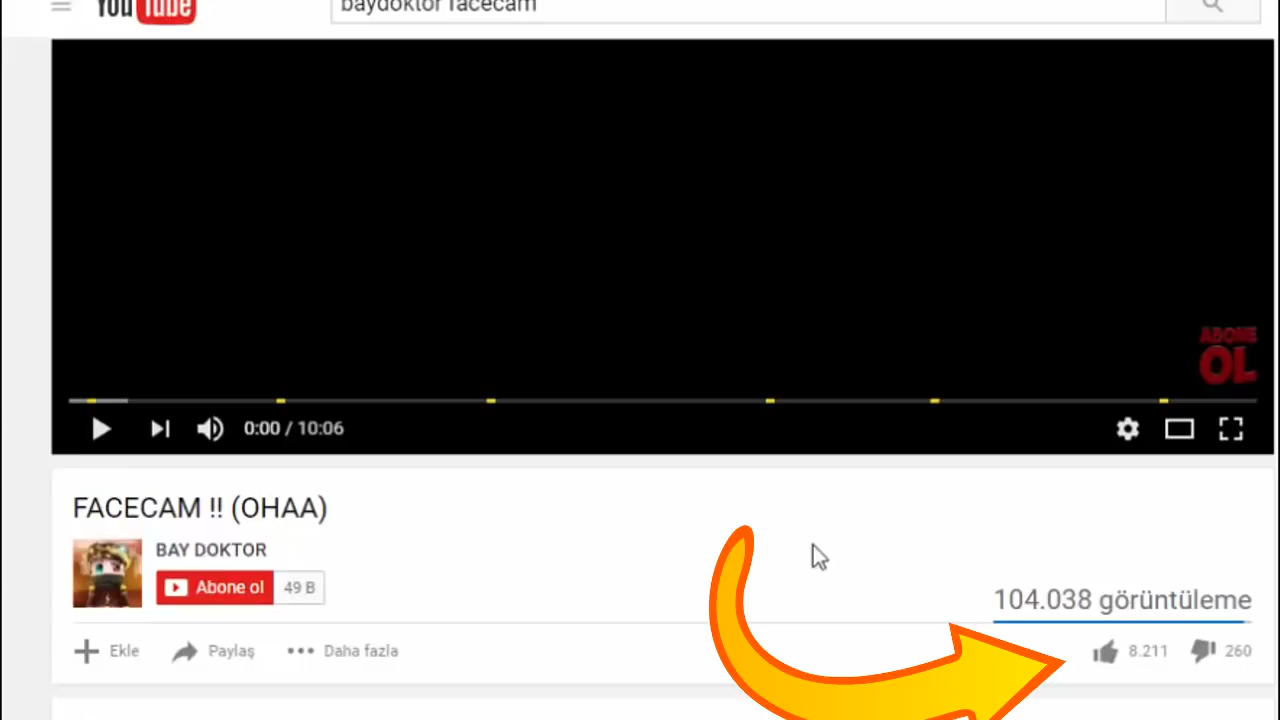 YouTube
baydoktor facecam
ABONE
OL
0:00 / 10:06
FACECAM !! (OHAA)
BAY DOKTOR
Abone ol 49 B
104.038 görüntüleme
Ekle Paylaş Daha fazla 8.211 260